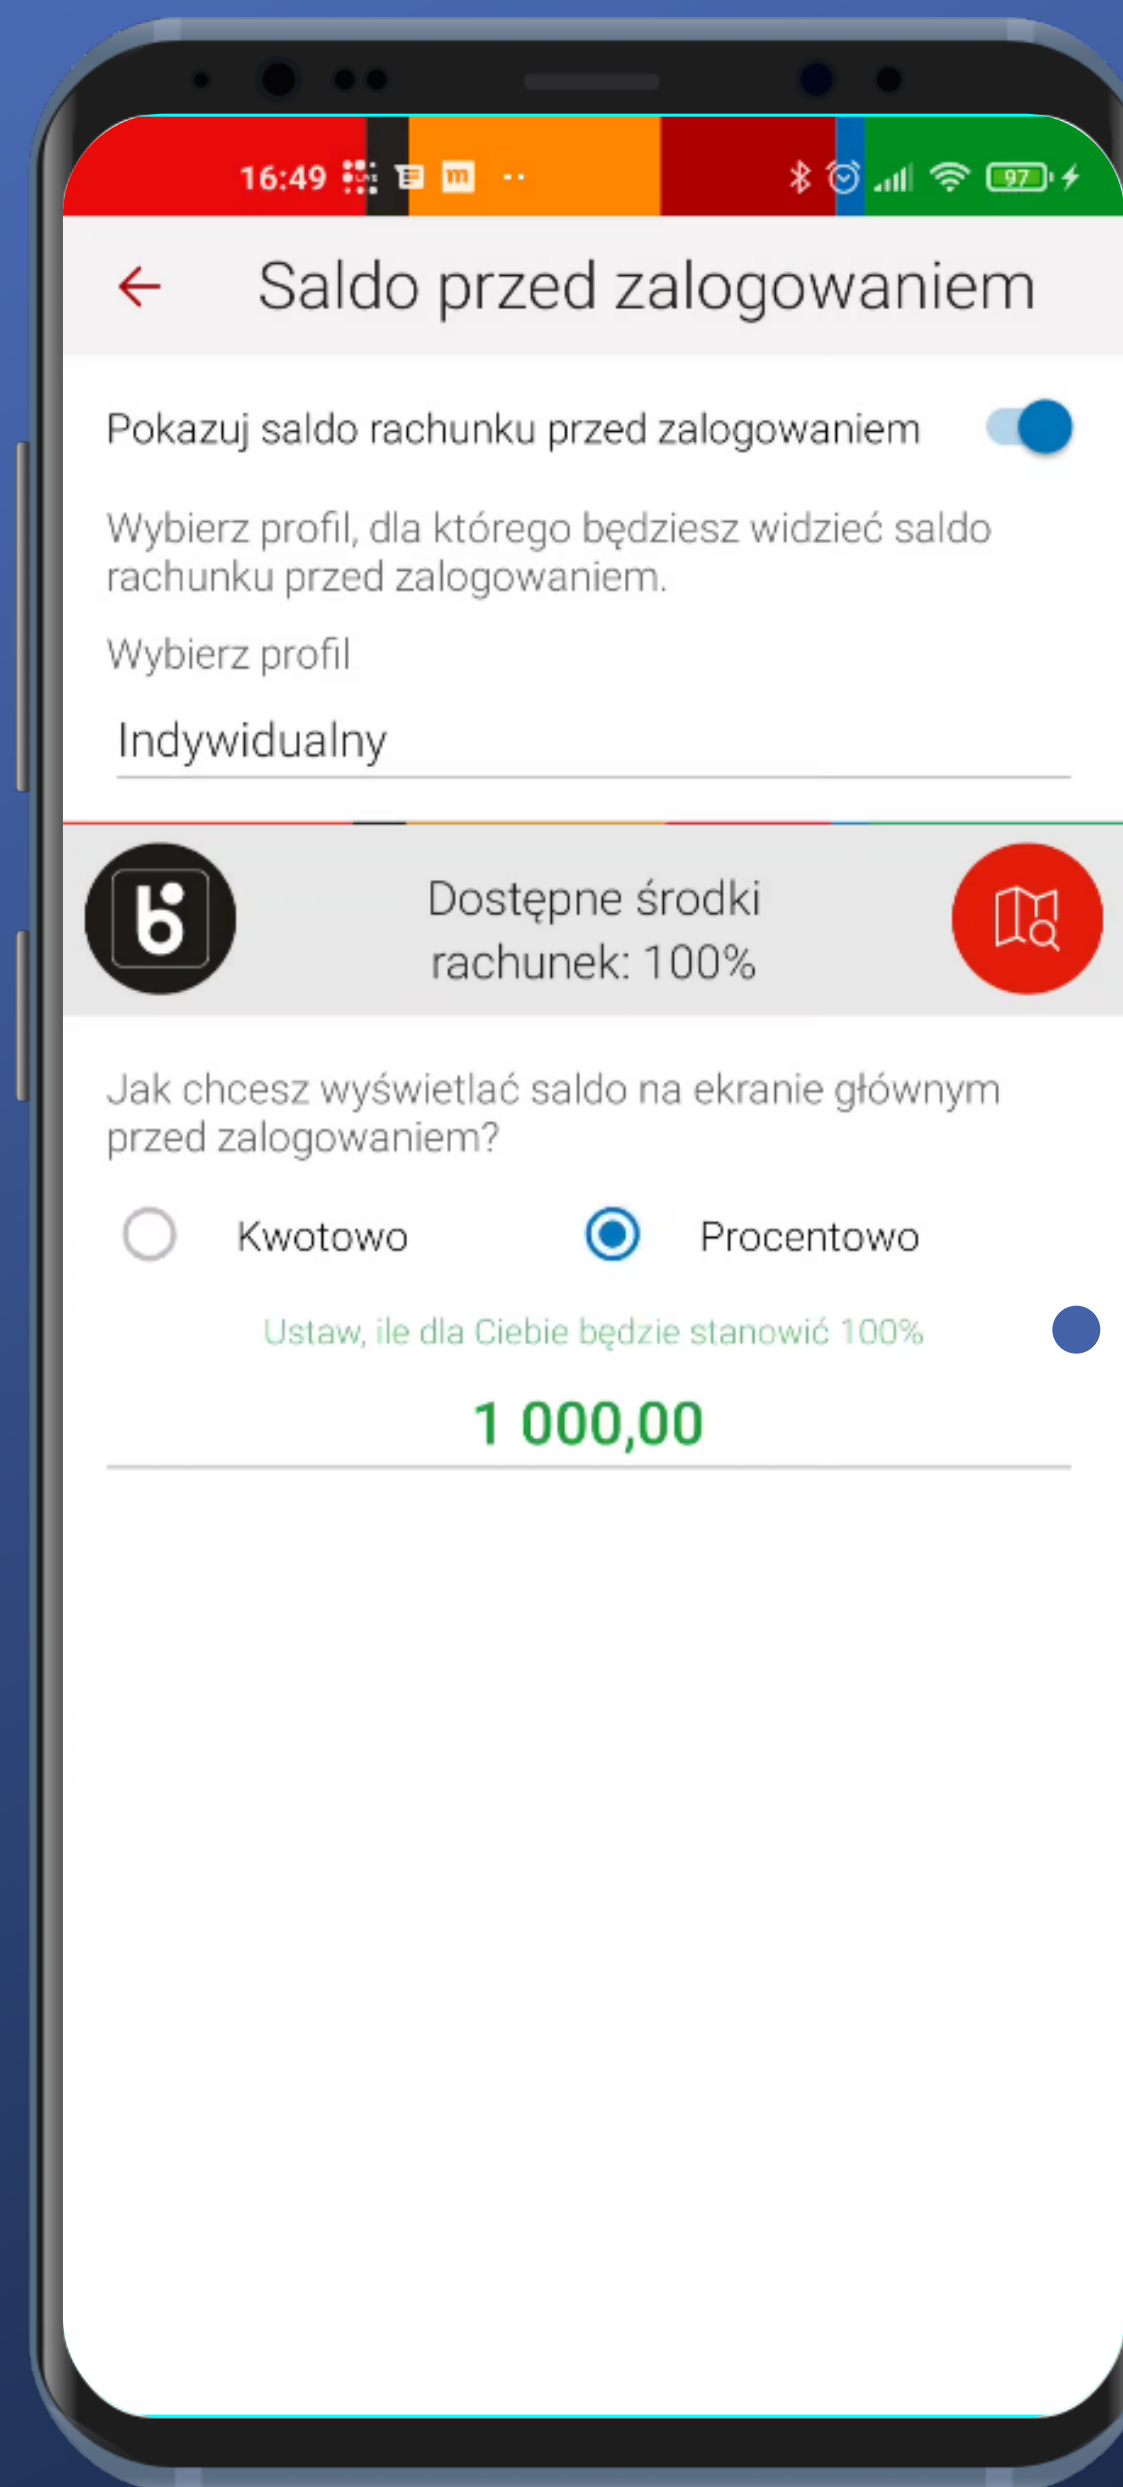 16:49
m
97
Saldo przed zalogowaniem
Pokazuj saldo rachunku przed zalogowaniem
Wybierz profil, dla którego będziesz widzieć saldo
rachunku przed zalogowaniem.
Wybierz profil
Indywidualny
Dostępne środki
rachunek: 100%
Jak chcesz wyświetlać saldo na ekranie głównym
przed zalogowaniem?
Kwotowo
Procentowo
Ustaw, ile dla Ciebie będzie stanowić 100%
1 000,00